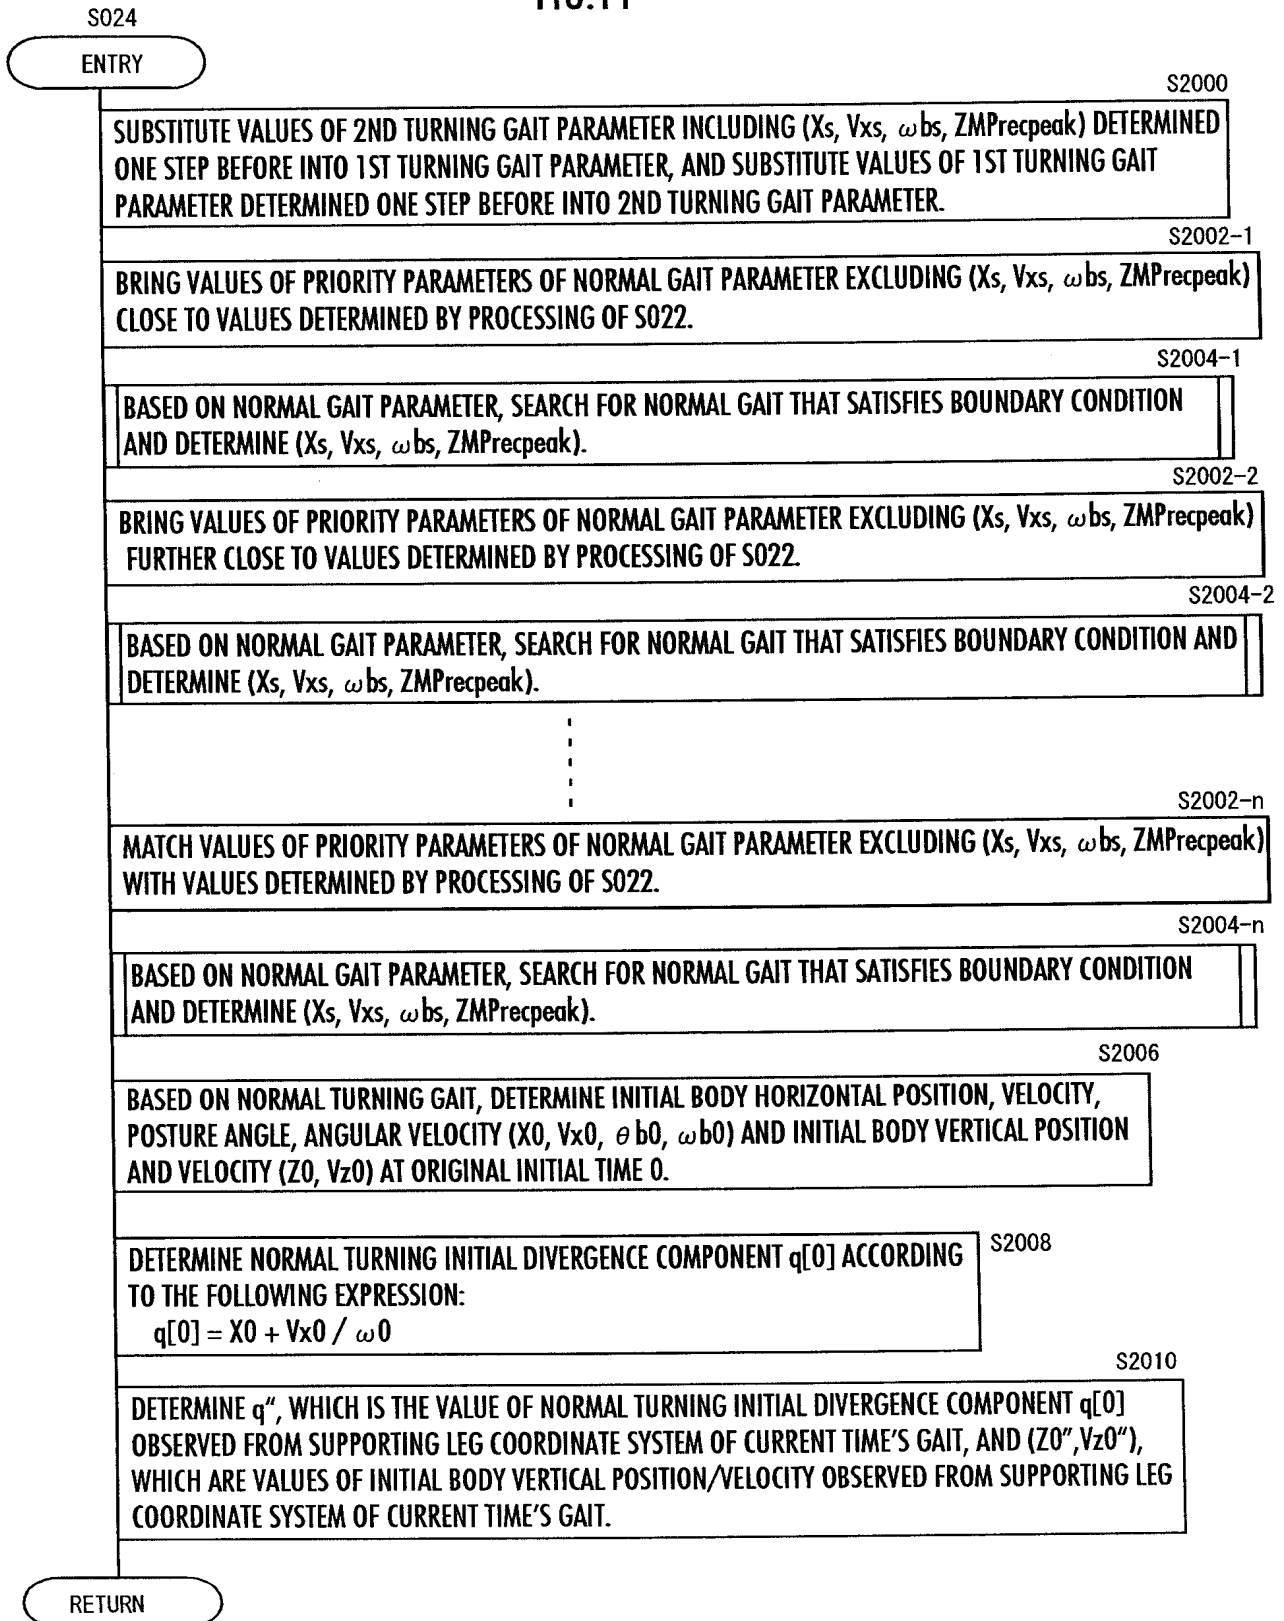 S024
ENTRY
S2000
SUBSTITUTE VALUES OF 2ND TURNING GAIT PARAMETER INCLUDING (Xs, Vxs, ωbs, ZMPrecpeak) DETERMINED
ONE STEP BEFORE INTO 1ST TURNING GAIT PARAMETER, AND SUBSTITUTE VALUES OF 1ST TURNING GAIT
PARAMETER DETERMINED ONE STEP BEFORE INTO 2ND TURNING GAIT PARAMETER.
S2002-1
BRING VALUES OF PRIORITY PARAMETERS OF NORMAL GAIT PARAMETER EXCLUDING (Xs, Vxs, ωbs, ZMPrecpeak)
CLOSE TO VALUES DETERMINED BY PROCESSING OF S022.
S2004-1
BASED ON NORMAL GAIT PARAMETER, SEARCH FOR NORMAL GAIT THAT SATISFIES BOUNDARY CONDITION
AND DETERMINE (Xs, Vxs, ωbs, ZMPrecpeak).
S2002-2
BRING VALUES OF PRIORITY PARAMETERS OF NORMAL GAIT PARAMETER EXCLUDING (Xs, Vxs, ωbs, ZMPrecpeak)
FURTHER CLOSE TO VALUES DETERMINED BY PROCESSING OF S022.
S2004-2
BASED ON NORMAL GAIT PARAMETER, SEARCH FOR NORMAL GAIT THAT SATISFIES BOUNDARY CONDITION AND
DETERMINE (Xs, Vxs, ωbs, ZMPrecpeak).
S2002-n
MATCH VALUES OF PRIORITY PARAMETERS OF NORMAL GAIT PARAMETER EXCLUDING (Xs, Vxs, ωbs, ZMPrecpeak)
WITH VALUES DETERMINED BY PROCESSING OF S022.
S2004-n
BASED ON NORMAL GAIT PARAMETER, SEARCH FOR NORMAL GAIT THAT SATISFIES BOUNDARY CONDITION
AND DETERMINE (Xs, Vxs, ωbs, ZMPrecpeak).
S2006
BASED ON NORMAL TURNING GAIT, DETERMINE INITIAL BODY HORIZONTAL POSITION, VELOCITY,
POSTURE ANGLE, ANGULAR VELOCITY (X0, Vx0, θb0, ωb0) AND INITIAL BODY VERTICAL POSITION
AND VELOCITY (Z0, Vz0) AT ORIGINAL INITIAL TIME 0.
S2008
DETERMINE NORMAL TURNING INITIAL DIVERGENCE COMPONENT q[0] ACCORDING
TO THE FOLLOWING EXPRESSION:
q[0] = X0 + Vx0 / ω0
S2010
DETERMINE q", WHICH IS THE VALUE OF NORMAL TURNING INITIAL DIVERGENCE COMPONENT q[0]
OBSERVED FROM SUPPORTING LEG COORDINATE SYSTEM OF CURRENT TIME'S GAIT, AND (Z0",Vz0"),
WHICH ARE VALUES OF INITIAL BODY VERTICAL POSITION/VELOCITY OBSERVED FROM SUPPORTING LEG
COORDINATE SYSTEM OF CURRENT TIME'S GAIT.
RETURN